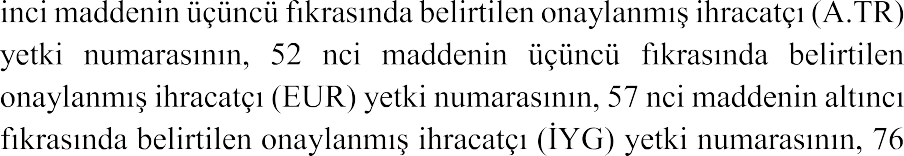 inci maddenin üçüncü fıkrasında belirtilen onaylanmış ihracatçı (A.TR)
yetki numarasının, 52 nci maddenin üçüncü fıkrasında belirtilen
onaylanmış ihracatçı (EUR) yetki numarasının, 57 nci maddenin altıncı
fıkrasında belirtilen onaylanmış ihracatçı (İYG) yetki numarasının, 76